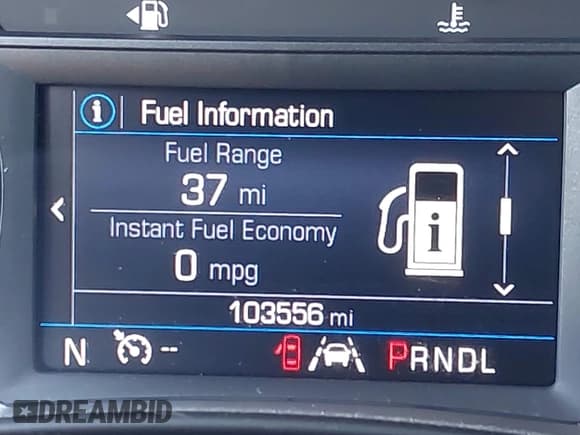 Fuel Information
Fuel Range
37 mi
Instant Fuel Economy
0 mpg
i
103556 mi
N -- PRNDL
DREAMBID